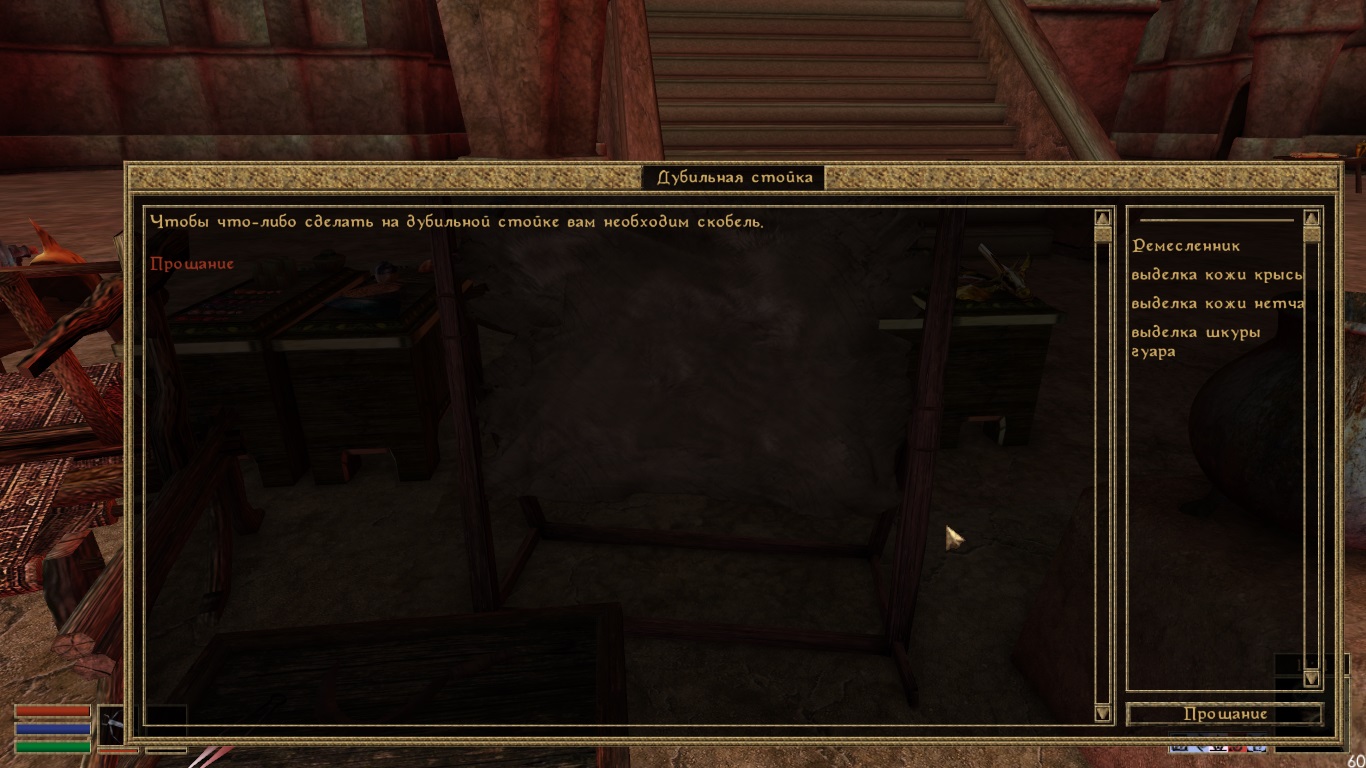 Дубильная стойка
Чтобы что-либо сделать на дубильной стойке вам необходим скобель.
Прощание
Ремесленник
выделка кожи крысы
выделка кожи нетча
выделка шкуры
гуара
Прощание
60